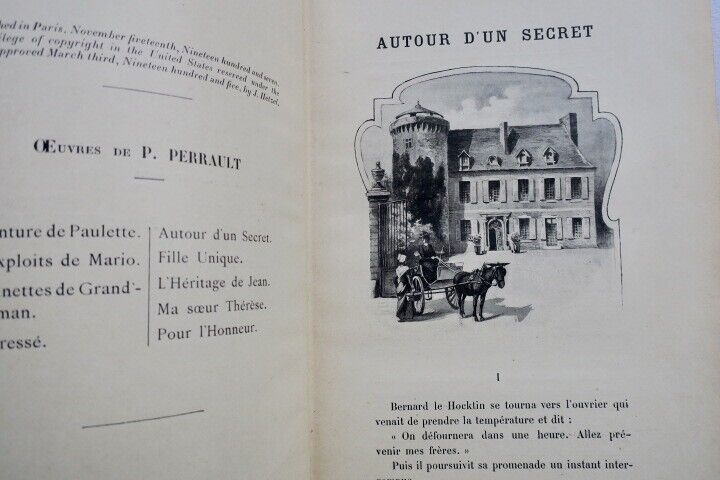 hed in Paris, November fiveteenth, Nineteen hundred and seven,
lege of copyright in the United States reserved under the
pproved March third, Nineteen hundred and five, by J. Hetzel.
ŒUVRES DE P. PERRAULT
nture de Paulette.
xploits de Mario.
nettes de Grand'-
man.
ressé.
Autour d'un Secret.
Fille Unique.
L'Héritage de Jean.
Ma sœur Thérèse.
Pour l'Honneur.
AUTOUR D'UN SECRET
I
Bernard le Hocklin se tourna vers l'ouvrier qui
venait de prendre la température et dit :
« On défournera dans une heure. Allez pré-
venir mes frères. »
Puis il poursuivit sa promenade un instant inter-